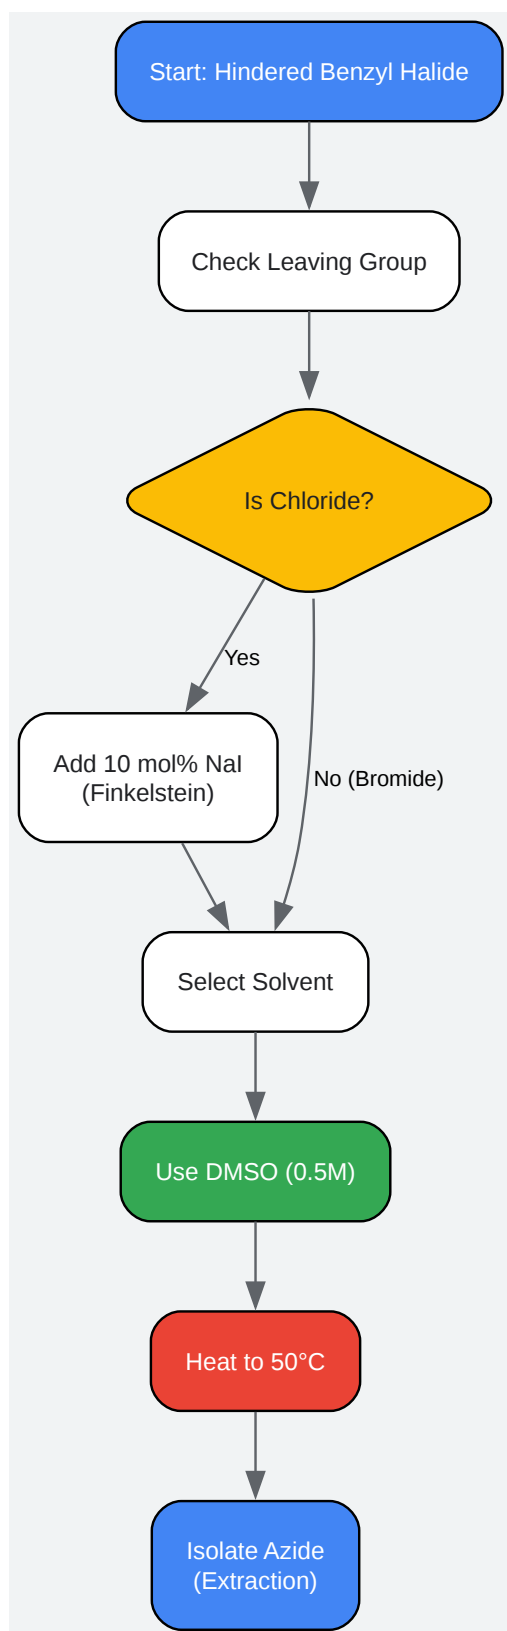 Start: Hindered Benzyl Halide
Check Leaving Group
Is Chloride?
Yes
Add 10 mol% NaI
(Finkelstein)
No (Bromide)
Select Solvent
Use DMSO (0.5M)
Heat to 50°C
Isolate Azide
(Extraction)